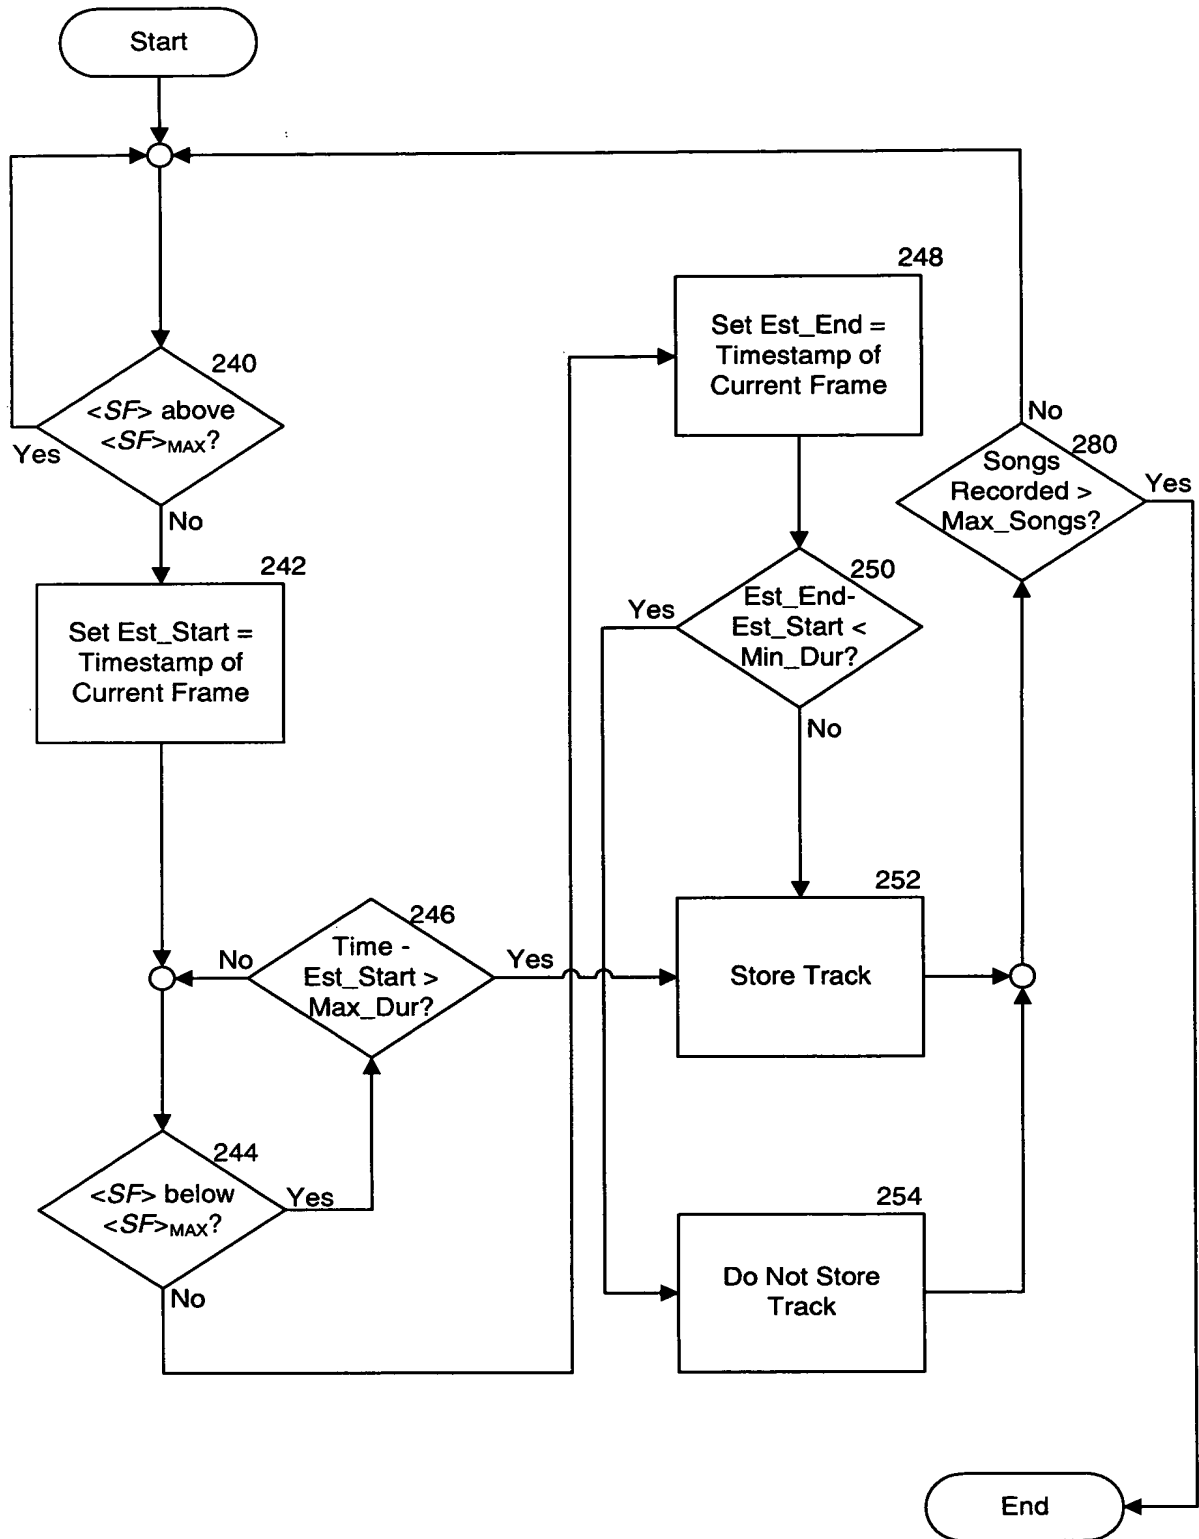 Start
240
<SF> above
<SF>MAX?
Yes
No
242
Set Est_Start =
Timestamp of
Current Frame
246
Time -
Est_Start >
Max_Dur?
No
Yes
244
<SF> below
<SF>MAX?
Yes
No
248
Set Est_End =
Timestamp of
Current Frame
250
Est_End-
Est_Start <
Min_Dur?
Yes
No
252
Store Track
254
Do Not Store
Track
No
280
Songs
Recorded >
Max_Songs?
Yes
End